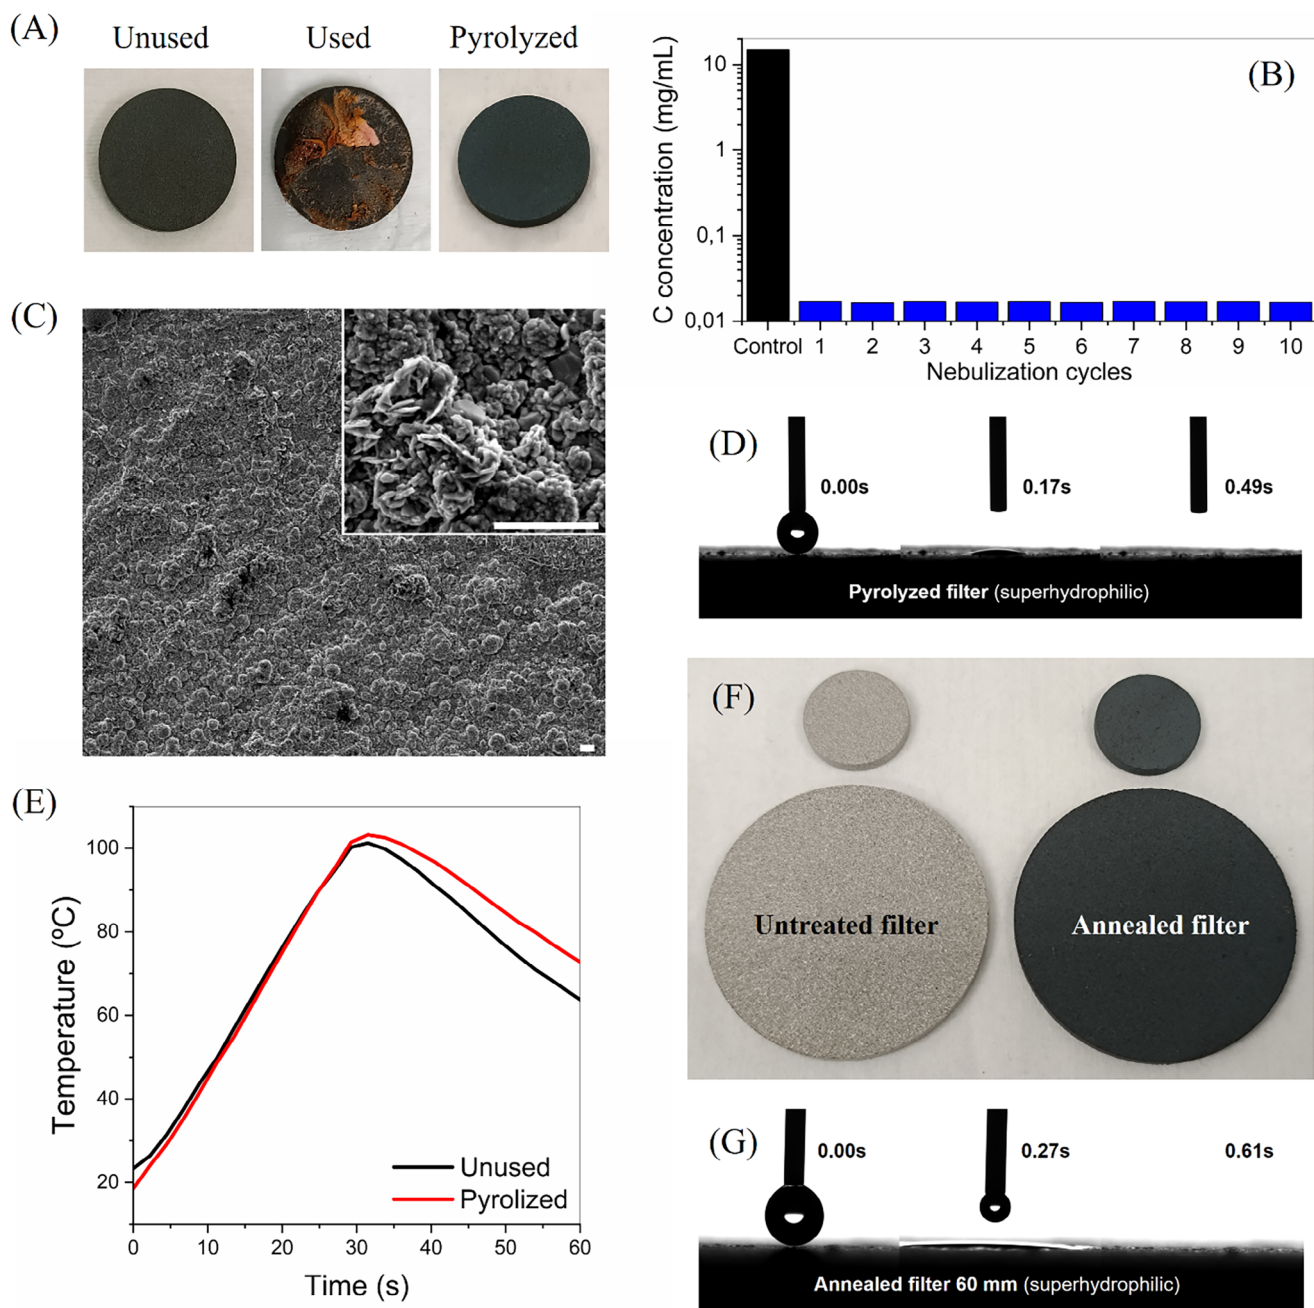 (A)
Unused Used Pyrolyzed
(B)
C concentration (mg/mL)
10
1
0,1
0,01
Control 1 2 3 4 5 6 7 8 9 10
Nebulization cycles
(C)
(D)
0.00s 0.17s 0.49s
Pyrolyzed filter (superhydrophilic)
(E)
Temperature (ºC)
100
80
60
40
20
Unused
Pyrolized
0 10 20 30 40 50 60
Time (s)
(F)
Untreated filter Annealed filter
(G)
0.00s 0.27s 0.61s
Annealed filter 60 mm (superhydrophilic)